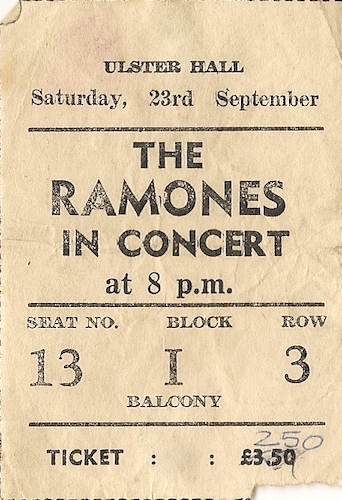 ULSTER HALL
Saturday, 23rd September
THE
RAMONES
IN CONCERT
at 8 p.m.
SEAT NO. BLOCK ROW
13 I 3
BALCONY
250
TICKET : : £3.50